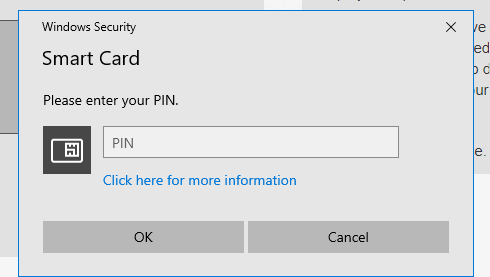 Windows Security
Smart Card
Please enter your PIN.
PIN
Click here for more information
OK
Cancel